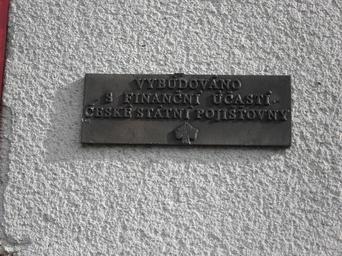 VYBUDOVÁNO
S FINANČNÍ ÚČASTÍ
ČESKÉ STÁTNÍ POJIŠŤOVNY